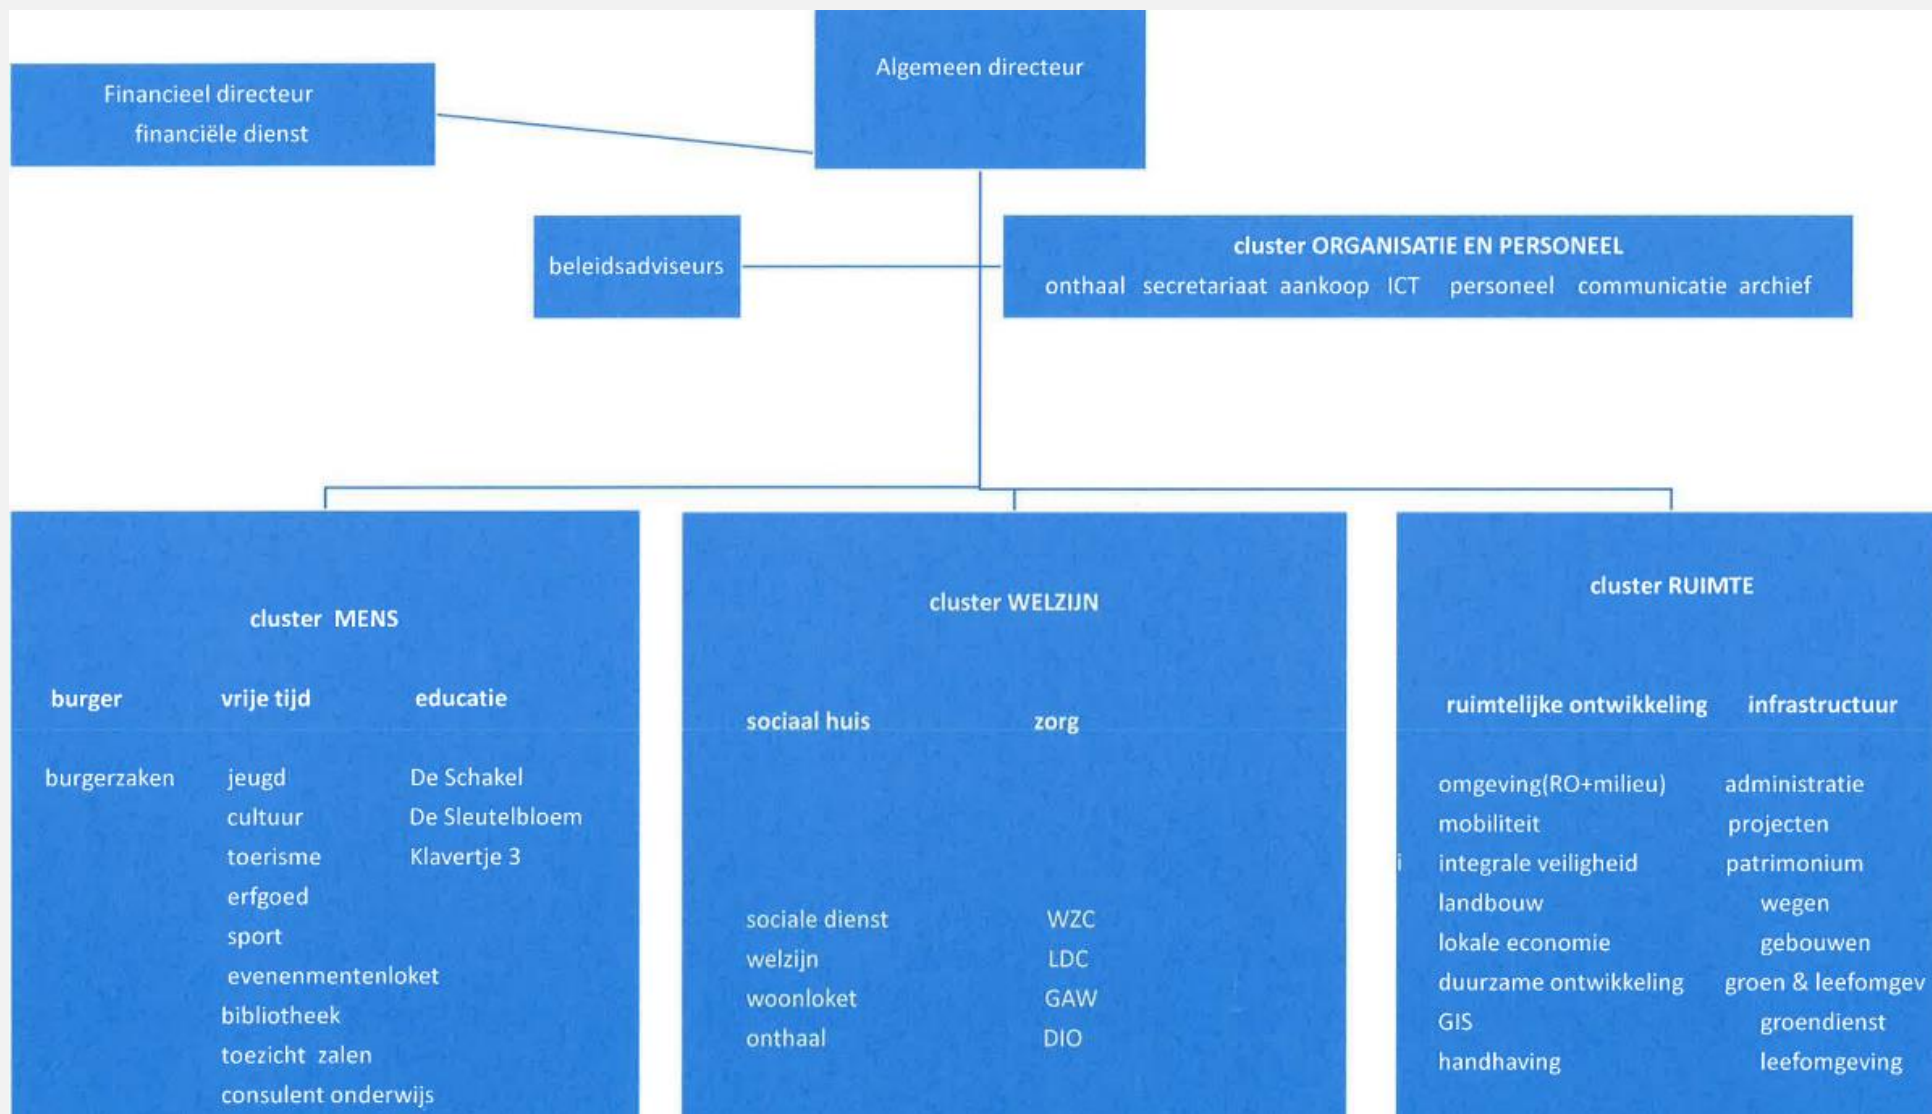 Algemeen directeur
Financieel directeur
financiële dienst
beleidsadviseurs
cluster ORGANISATIE EN PERSONEEL
onthaal secretariaat aankoop ICT personeel communicatie archief
cluster MENS
burger vrije tijd educatie
burgerzaken jeugd De Schakel
cultuur De Sleutelbloem
toerisme Klavertje 3
erfgoed
sport
evenenmentenloket
bibliotheek
toezicht zalen
consulent onderwijs
cluster WELZIJN
sociaal huis zorg
sociale dienst WZC
welzijn LDC
woonloket GAW
onthaal DIO
cluster RUIMTE
ruimtelijke ontwikkeling infrastructuur
omgeving(RO+milieu) administratie
mobiliteit projecten
i integrale veiligheid patrimonium
landbouw wegen
lokale economie gebouwen
duurzame ontwikkeling groen & leefomgev
GIS groendienst
handhaving leefomgeving